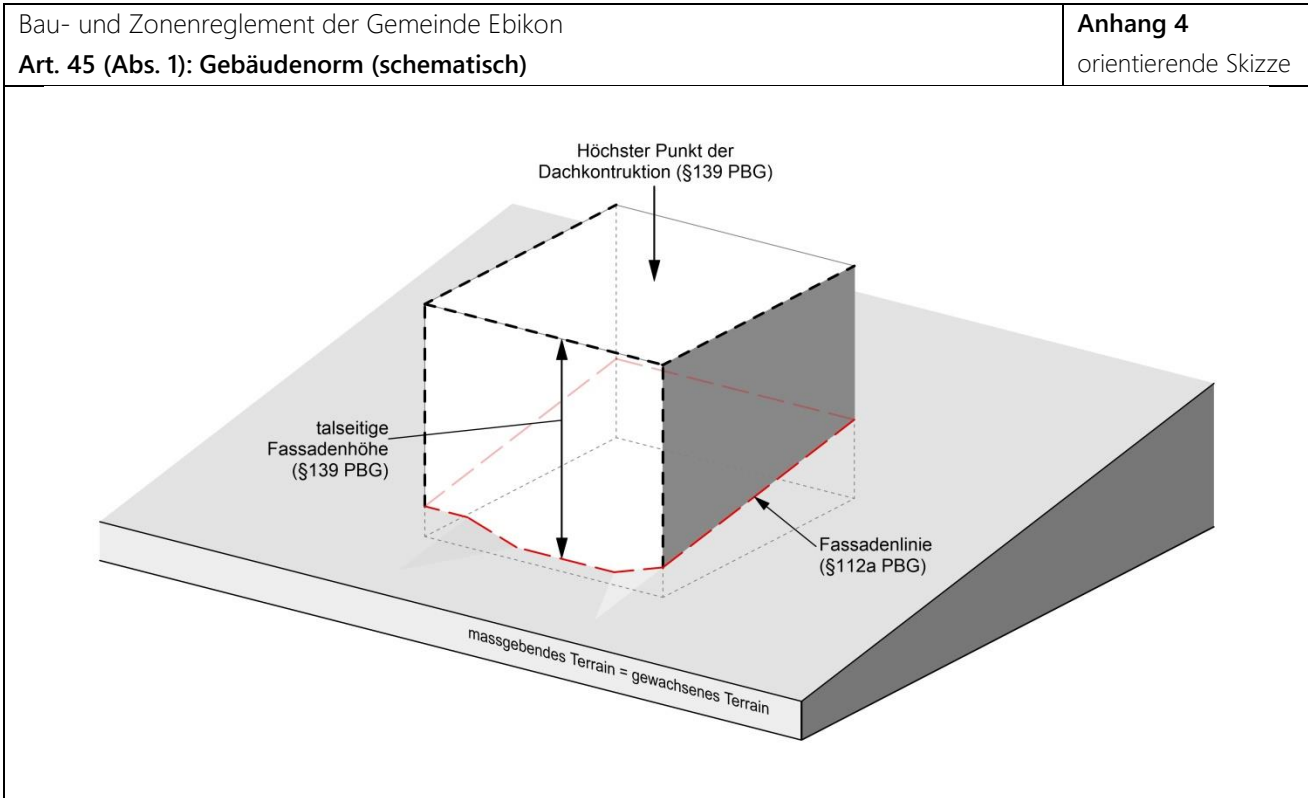 Bau- und Zonenreglement der Gemeinde Ebikon
Art. 45 (Abs. 1): Gebäudenorm (schematisch)
Anhang 4
orientierende Skizze
Höchster Punkt der
Dachkontruktion (§139 PBG)
talseitige
Fassadenhöhe
(§139 PBG)
Fassadenlinie
(§112a PBG)
massgebendes Terrain = gewachsenes Terrain